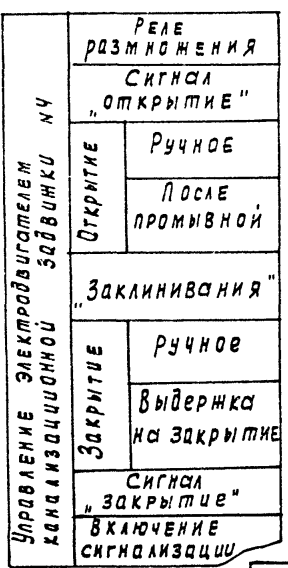 Управление электродвигателем
канализационной задвижки №4
Реле
размножения
Сигнал
„открытие"
Открытие
Ручное
После
промывной
„Заклинивания"
Закрытие
Ручное
Выдержка
на закрытие
Сигнал
„закрытие"
Включение
сигнализации